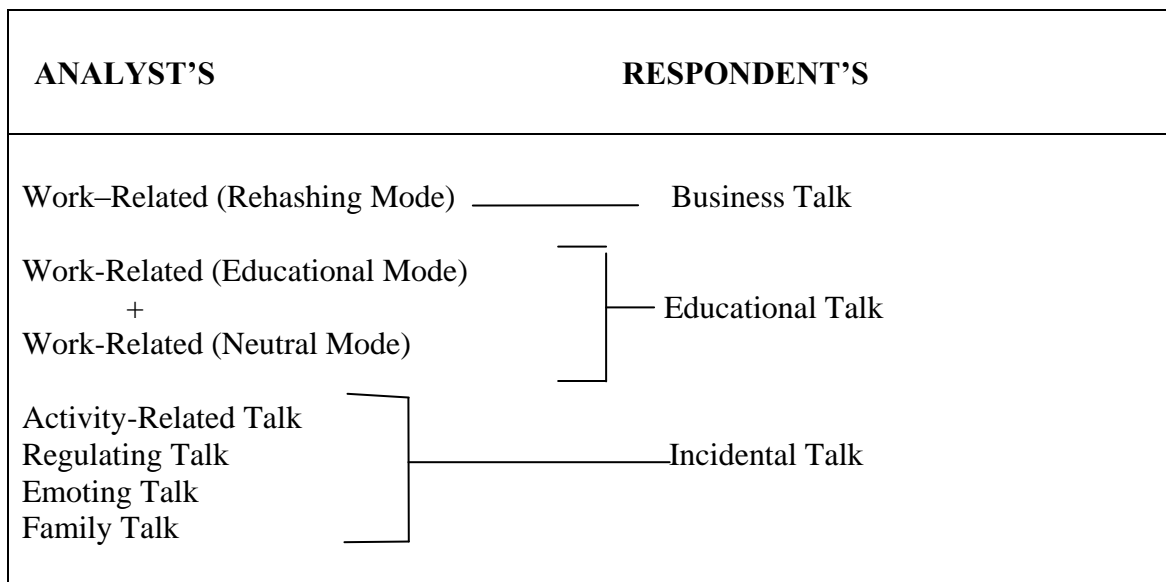 ANALYST’S RESPONDENT’S
Work–Related (Rehashing Mode) Business Talk
Work-Related (Educational Mode)
+ Educational Talk
Work-Related (Neutral Mode)
Activity-Related Talk
Regulating Talk Incidental Talk
Emoting Talk
Family Talk